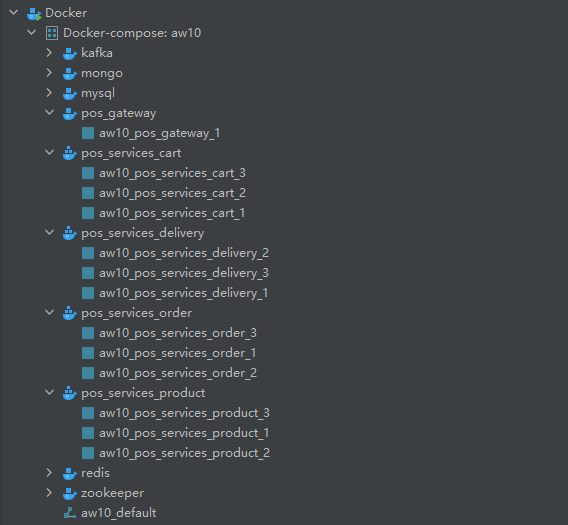 Docker
Docker-compose: aw10
kafka
mongo
mysql
pos_gateway
aw10_pos_gateway_1
pos_services_cart
aw10_pos_services_cart_3
aw10_pos_services_cart_2
aw10_pos_services_cart_1
pos_services_delivery
aw10_pos_services_delivery_2
aw10_pos_services_delivery_3
aw10_pos_services_delivery_1
pos_services_order
aw10_pos_services_order_3
aw10_pos_services_order_1
aw10_pos_services_order_2
pos_services_product
aw10_pos_services_product_3
aw10_pos_services_product_1
aw10_pos_services_product_2
redis
zookeeper
aw10_default